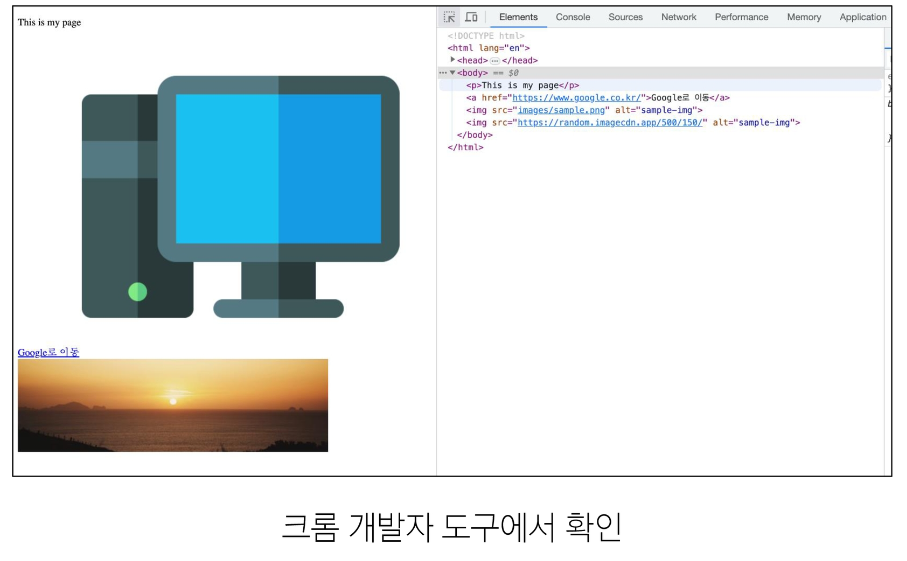 This is my page
Google로 이동
Elements Console Sources Network Performance Memory Application
<!DOCTYPE html>
<html lang="en">
<head> ⋯ </head>
<body> == $0
<p>This is my page</p>
<a href="https://www.google.co.kr/">Google로 이동</a>
<img src="images/sample.png" alt="sample-img">
<img src="https://random.imagecdn.app/500/150/" alt="sample-img">
</body>
</html>
크롬 개발자 도구에서 확인